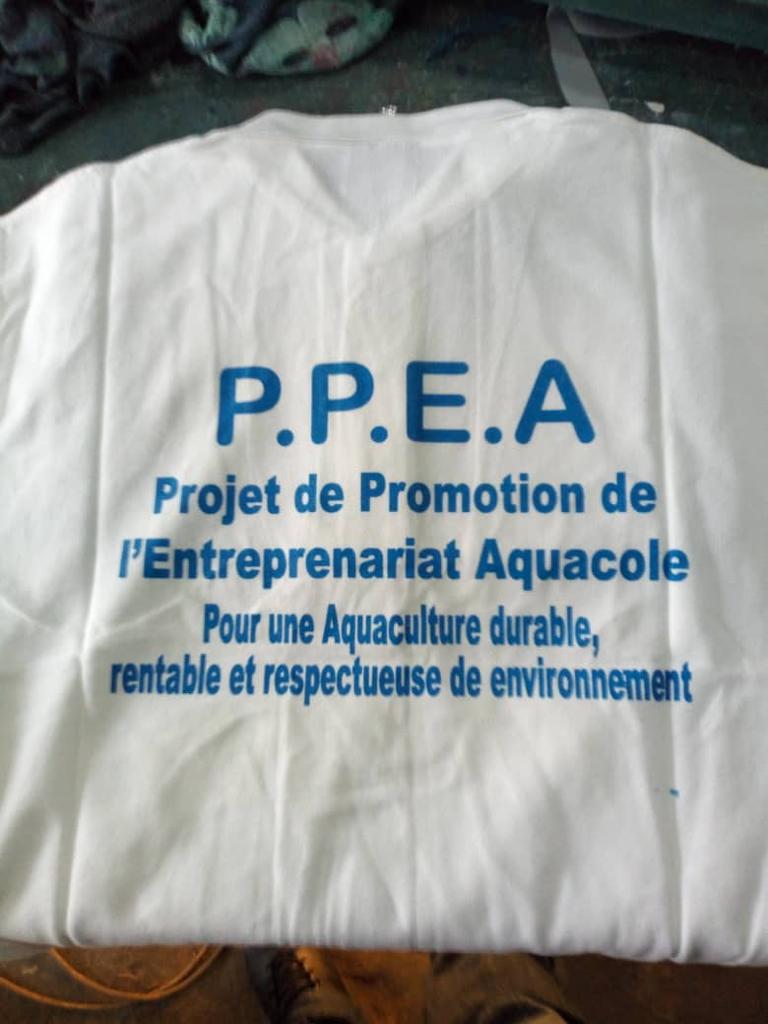 P.P.E.A
Projet de Promotion de
l'Entreprenariat Aquacole
Pour une Aquaculture durable,
rentable et respectueuse de environnement